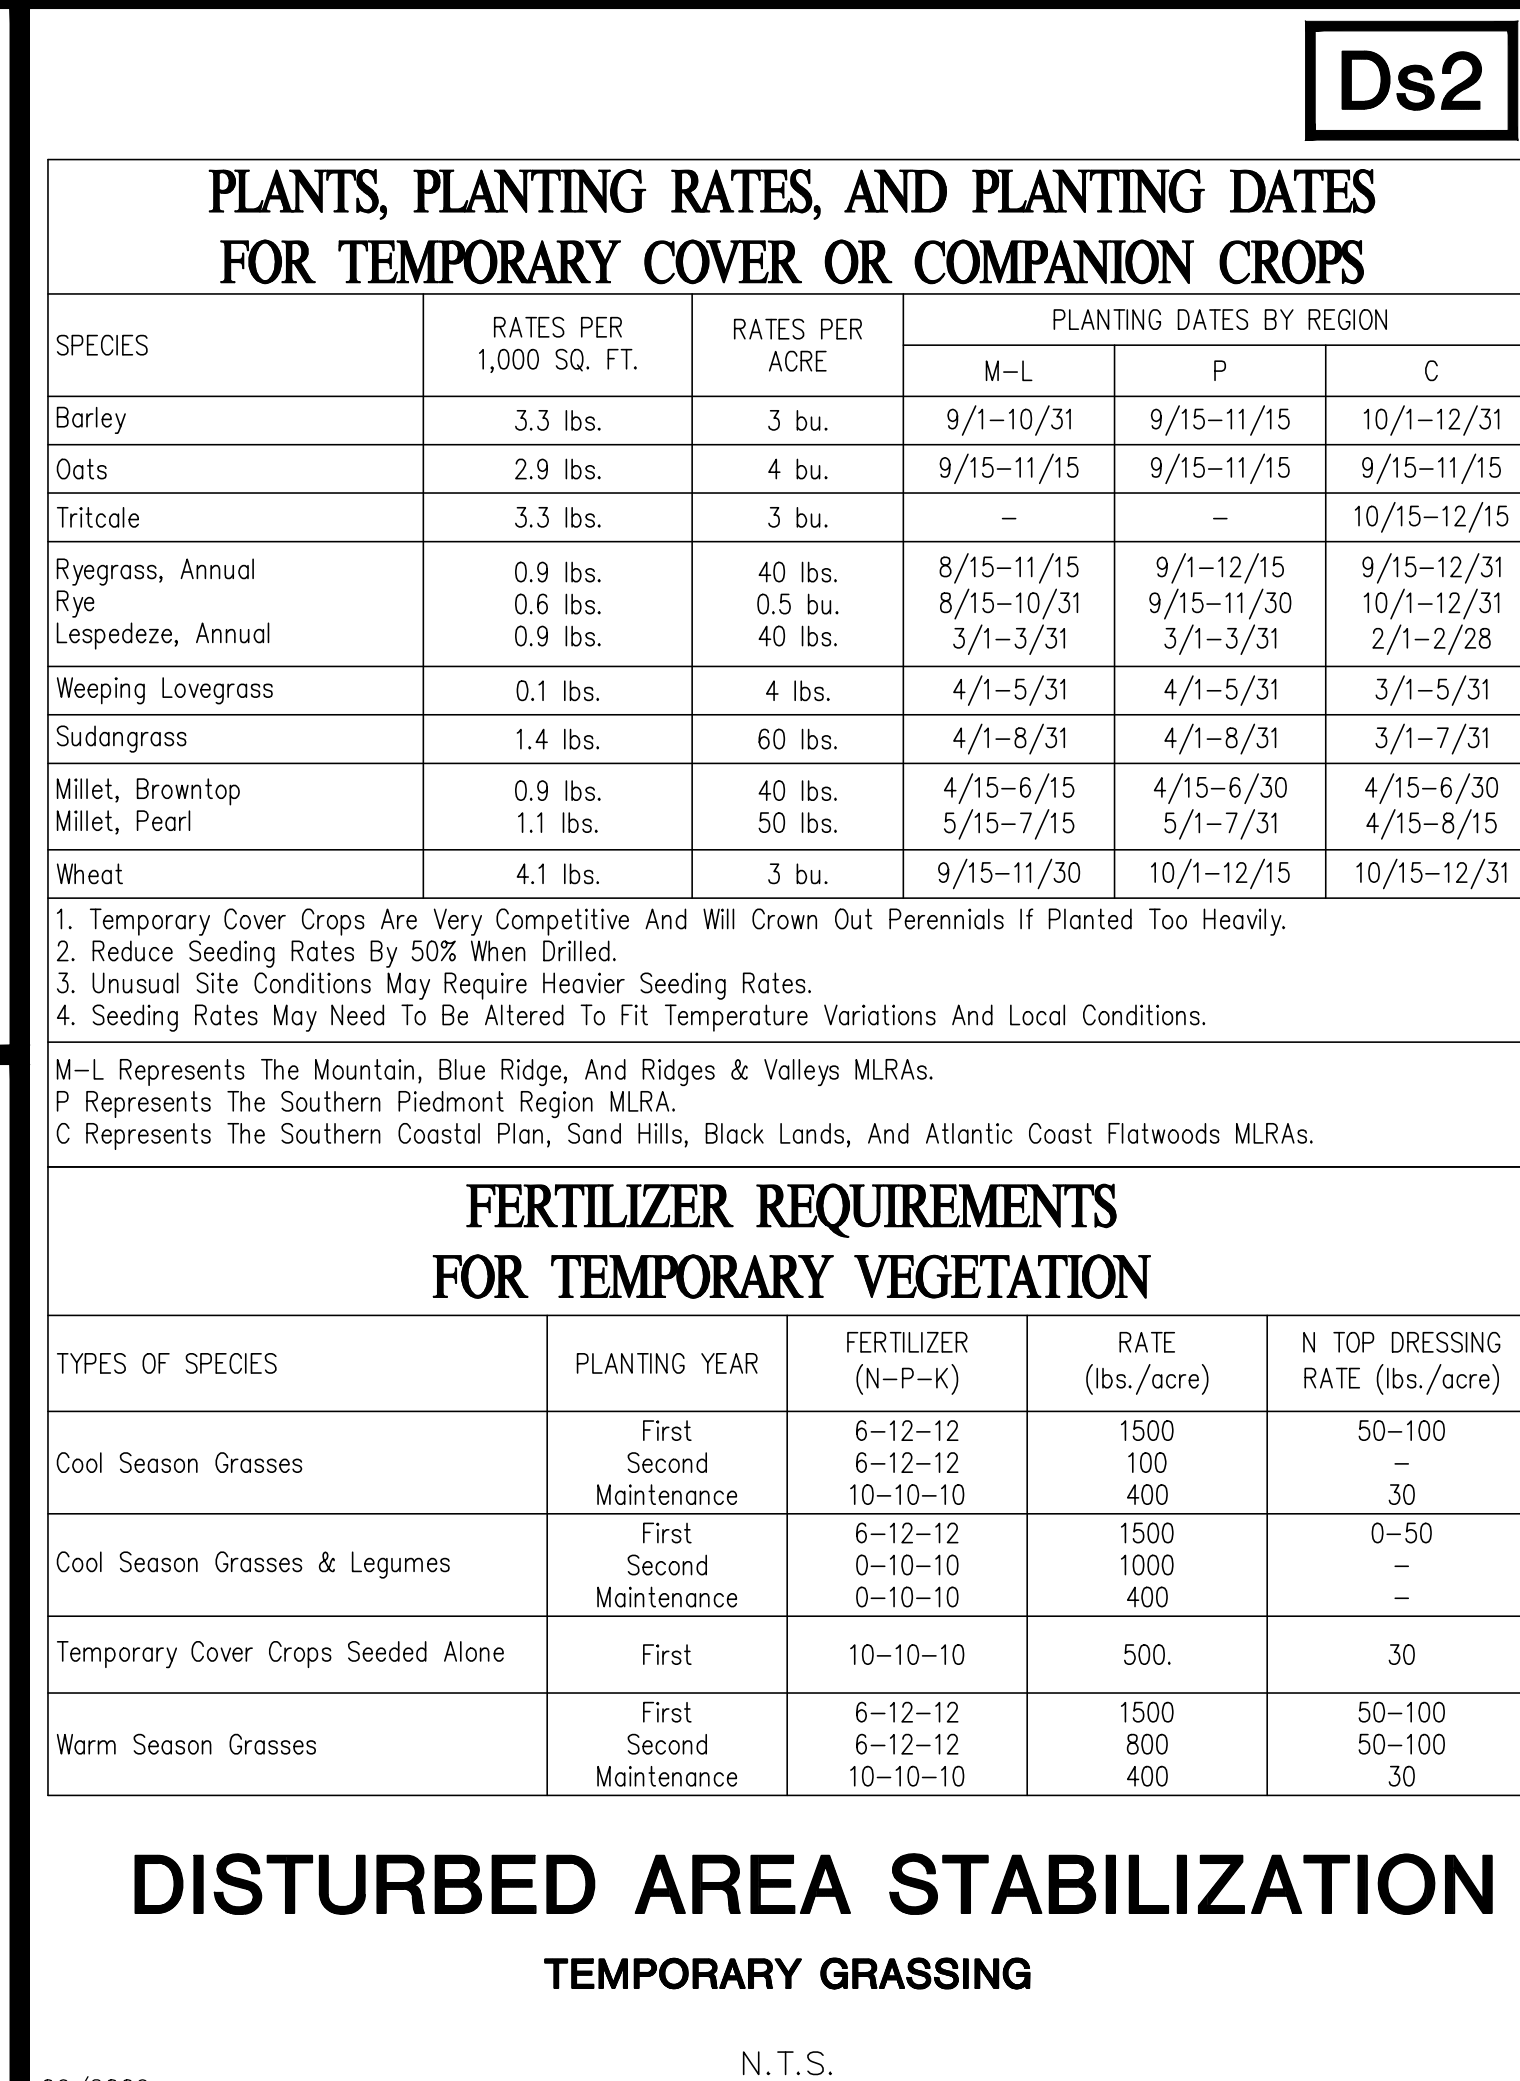 Ds2
PLANTS, PLANTING RATES, AND PLANTING DATES
FOR TEMPORARY COVER OR COMPANION CROPS
SPECIES RATES PER 1,000 SQ. FT. RATES PER ACRE PLANTING DATES BY REGION
M-L P C
Barley 3.3 lbs. 3 bu. 9/1-10/31 9/15-11/15 10/1-12/31
Oats 2.9 lbs. 4 bu. 9/15-11/15 9/15-11/15 9/15-11/15
Tritcale 3.3 lbs. 3 bu. - - 10/15-12/15
Ryegrass, Annual 0.9 lbs. 40 lbs. 8/15-11/15 9/1-12/15 9/15-12/31
Rye 0.6 lbs. 0.5 bu. 8/15-10/31 9/15-11/30 10/1-12/31
Lespedeze, Annual 0.9 lbs. 40 lbs. 3/1-3/31 3/1-3/31 2/1-2/28
Weeping Lovegrass 0.1 lbs. 4 lbs. 4/1-5/31 4/1-5/31 3/1-5/31
Sudangrass 1.4 lbs. 60 lbs. 4/1-8/31 4/1-8/31 3/1-7/31
Millet, Browntop 0.9 lbs. 40 lbs. 4/15-6/15 4/15-6/30 4/15-6/30
Millet, Pearl 1.1 lbs. 50 lbs. 5/15-7/15 5/1-7/31 4/15-8/15
Wheat 4.1 lbs. 3 bu. 9/15-11/30 10/1-12/15 10/15-12/31
1. Temporary Cover Crops Are Very Competitive And Will Crown Out Perennials If Planted Too Heavily.
2. Reduce Seeding Rates By 50% When Drilled.
3. Unusual Site Conditions May Require Heavier Seeding Rates.
4. Seeding Rates May Need To Be Altered To Fit Temperature Variations And Local Conditions.
M-L Represents The Mountain, Blue Ridge, And Ridges & Valleys MLRAs.
P Represents The Southern Piedmont Region MLRA.
C Represents The Southern Coastal Plan, Sand Hills, Black Lands, And Atlantic Coast Flatwoods MLRAs.
FERTILIZER REQUIREMENTS
FOR TEMPORARY VEGETATION
TYPES OF SPECIES PLANTING YEAR FERTILIZER (N-P-K) RATE (lbs./acre) N TOP DRESSING RATE (lbs./acre)
First 6-12-12 1500 50-100
Cool Season Grasses Second 6-12-12 100 -
Maintenance 10-10-10 400 30
First 6-12-12 1500 0-50
Cool Season Grasses & Legumes Second 0-10-10 1000 -
Maintenance 0-10-10 400 -
Temporary Cover Crops Seeded Alone First 10-10-10 500. 30
First 6-12-12 1500 50-100
Warm Season Grasses Second 6-12-12 800 50-100
Maintenance 10-10-10 400 30
DISTURBED AREA STABILIZATION
TEMPORARY GRASSING
N.T.S.